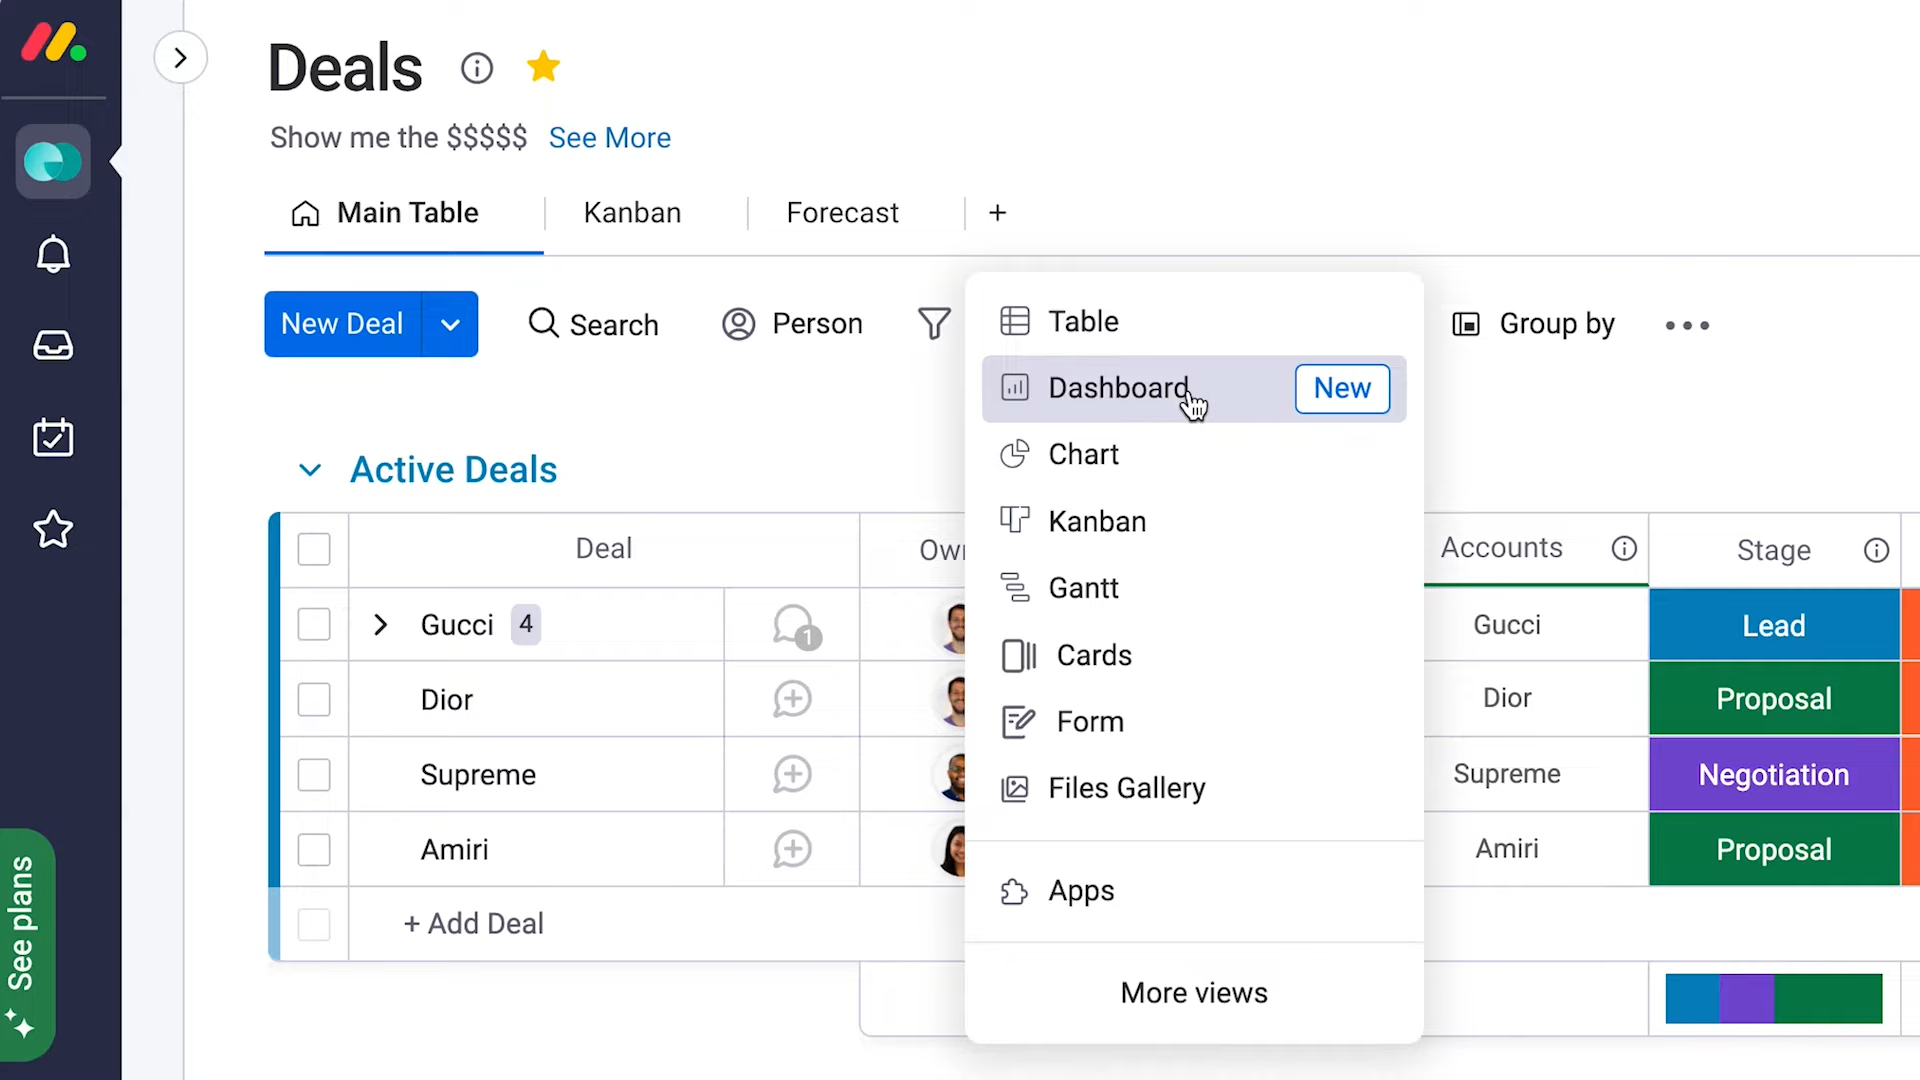 Deals
Show me the $$$$$ See More
Main Table Kanban Forecast +
New Deal Search Person Group by
Table
Dashboard New
Chart
Kanban
Gantt
Cards
Form
Files Gallery
Apps
More views
Active Deals
Deal Accounts Stage
Gucci 4 1 Gucci Lead
Dior Dior Proposal
Supreme Supreme Negotiation
Amiri Amiri Proposal
+ Add Deal
See plans